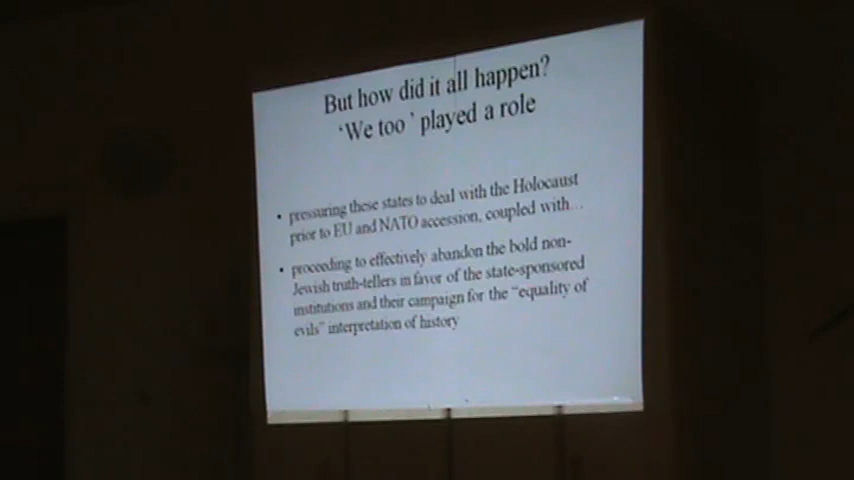 But how did it all happen?
‘We too’ played a role
• pressuring these states to deal with the Holocaust
prior to EU and NATO accession, coupled with…
• proceeding to effectively abandon the bold non-
Jewish truth-tellers in favor of the state-sponsored
institutions and their campaign for the “equality of
evils” interpretation of history